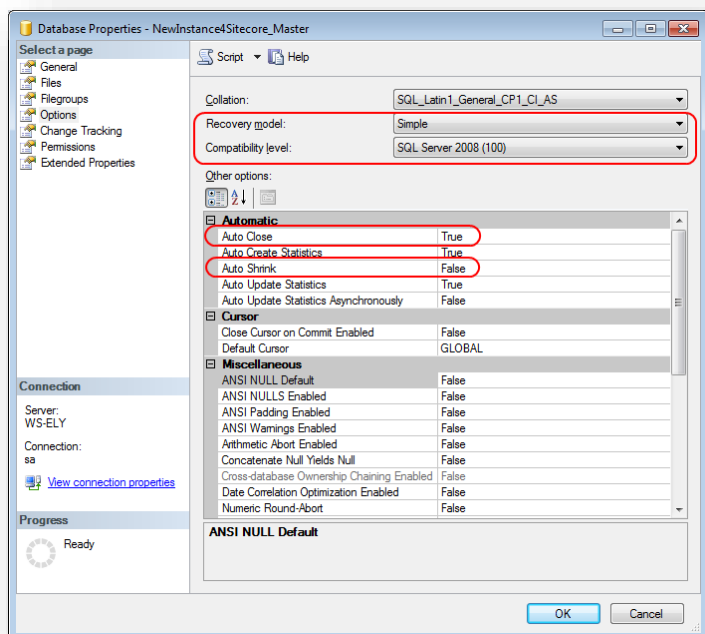 Database Properties - NewInstance4Sitecore_Master
Select a page
General
Files
Filegroups
Options
Change Tracking
Permissions
Extended Properties
Script Help
Collation: SQL_Latin1_General_CP1_CI_AS
Recovery model: Simple
Compatibility level: SQL Server 2008 (100)
Other options:
Automatic
Auto Close True
Auto Create Statistics True
Auto Shrink False
Auto Update Statistics True
Auto Update Statistics Asynchronously False
Cursor
Close Cursor on Commit Enabled False
Default Cursor GLOBAL
Miscellaneous
ANSI NULL Default False
ANSI NULLS Enabled False
ANSI Padding Enabled False
ANSI Warnings Enabled False
Arithmetic Abort Enabled False
Concatenate Null Yields Null False
Cross-database Ownership Chaining Enabled False
Date Correlation Optimization Enabled False
Numeric Round-Abort False
ANSI NULL Default
Connection
Server:
WS-ELY
Connection:
sa
View connection properties
Progress
Ready
OK Cancel